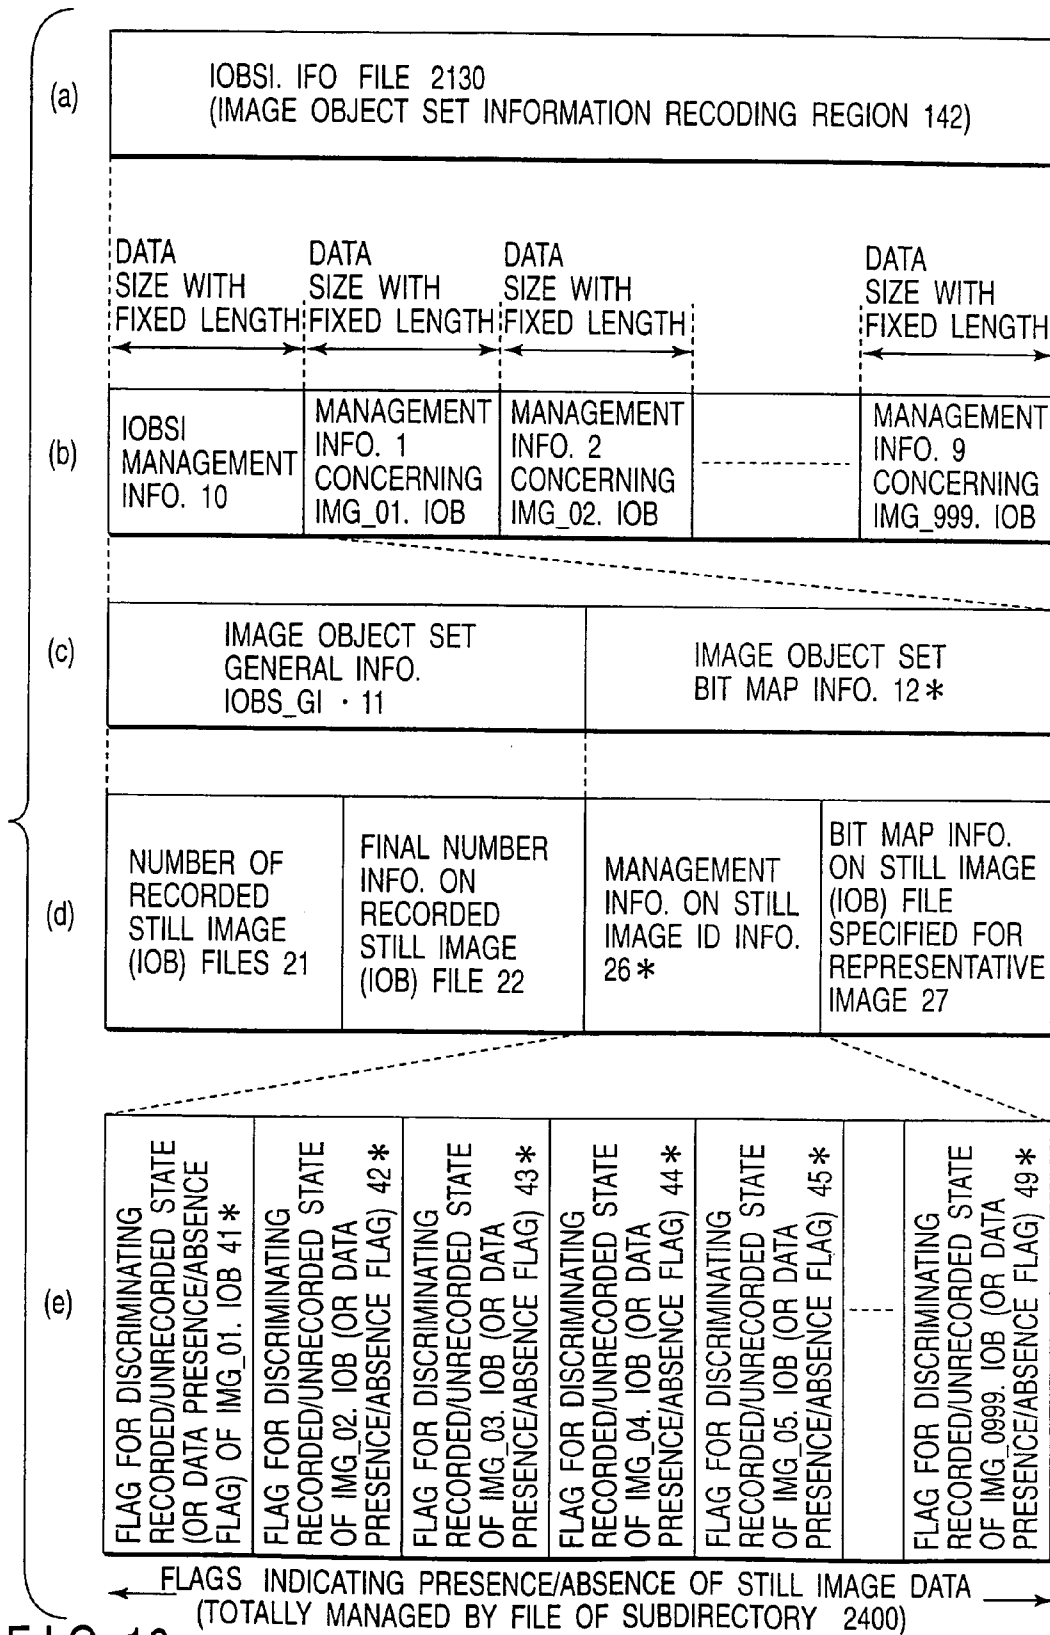 (a)
IOBSI. IFO FILE 2130
(IMAGE OBJECT SET INFORMATION RECODING REGION 142)
DATA
SIZE WITH
FIXED LENGTH
DATA
SIZE WITH
FIXED LENGTH
DATA
SIZE WITH
FIXED LENGTH
DATA
SIZE WITH
FIXED LENGTH
(b)
IOBSI
MANAGEMENT
INFO. 10
MANAGEMENT
INFO. 1
CONCERNING
IMG_01. IOB
MANAGEMENT
INFO. 2
CONCERNING
IMG_02. IOB
MANAGEMENT
INFO. 9
CONCERNING
IMG_999. IOB
(c)
IMAGE OBJECT SET
GENERAL INFO.
IOBS_GI · 11
IMAGE OBJECT SET
BIT MAP INFO. 12*
(d)
NUMBER OF
RECORDED
STILL IMAGE
(IOB) FILES 21
FINAL NUMBER
INFO. ON
RECORDED
STILL IMAGE
(IOB) FILE 22
MANAGEMENT
INFO. ON STILL
IMAGE ID INFO.
26*
BIT MAP INFO.
ON STILL IMAGE
(IOB) FILE
SPECIFIED FOR
REPRESENTATIVE
IMAGE 27
(e)
FLAG FOR DISCRIMINATING
RECORDED/UNRECORDED STATE
(OR DATA PRESENCE/ABSENCE
FLAG) OF IMG_01. IOB 41*
FLAG FOR DISCRIMINATING
RECORDED/UNRECORDED STATE
OF IMG_02. IOB (OR DATA
PRESENCE/ABSENCE FLAG) 42*
FLAG FOR DISCRIMINATING
RECORDED/UNRECORDED STATE
OF IMG_03. IOB (OR DATA
PRESENCE/ABSENCE FLAG) 43*
FLAG FOR DISCRIMINATING
RECORDED/UNRECORDED STATE
OF IMG_04. IOB (OR DATA
PRESENCE/ABSENCE FLAG) 44*
FLAG FOR DISCRIMINATING
RECORDED/UNRECORDED STATE
OF IMG_05. IOB (OR DATA
PRESENCE/ABSENCE FLAG) 45*
FLAG FOR DISCRIMINATING
RECORDED/UNRECORDED STATE
OF IMG_0999. IOB (OR DATA
PRESENCE/ABSENCE FLAG) 49*
FLAGS INDICATING PRESENCE/ABSENCE OF STILL IMAGE DATA
(TOTALLY MANAGED BY FILE OF SUBDIRECTORY 2400)